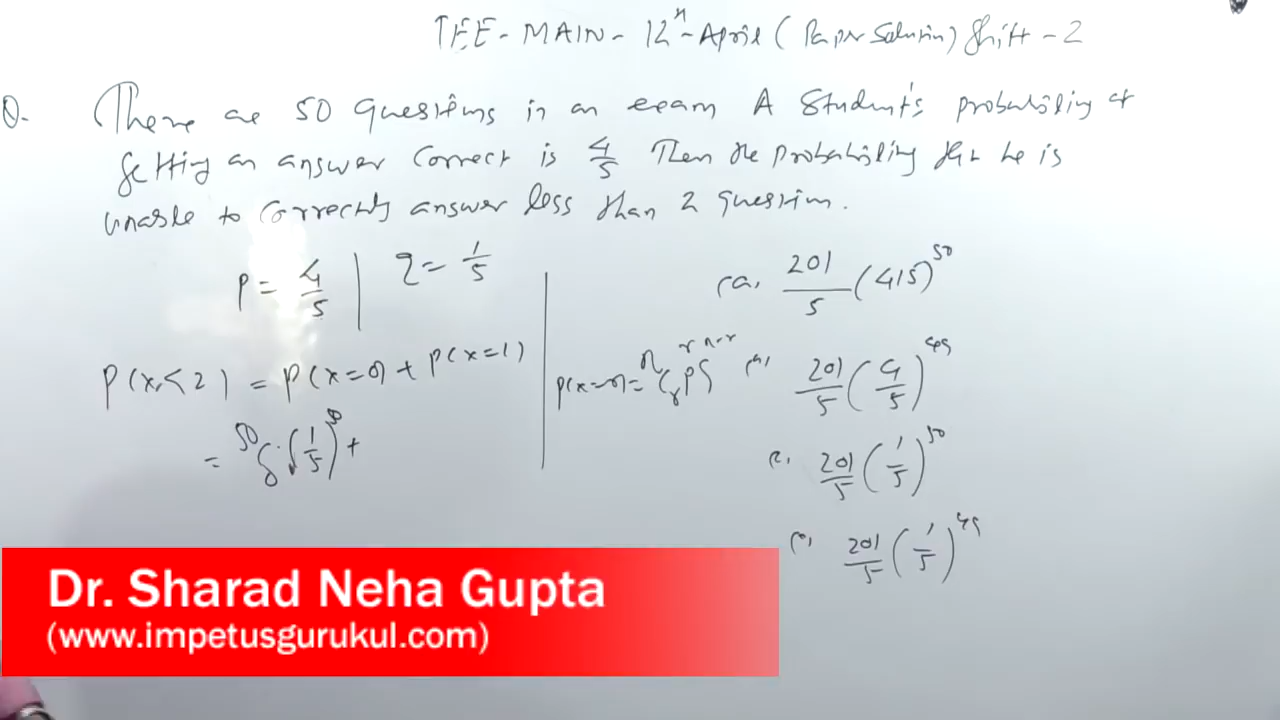 JEE-MAIN-12th-April (Paper Solution) Shift-2
Q. There are 50 questions in an exam A Student's probability of
getting an answer correct is 4/5 Then the probability that he is
unable to correctly answer less than 2 question.
p = 4/5 | q = 1/5
(a) 201/5 (4/5)^50
P(x<2) = P(x=0) + P(x=1)
P(x=r) = nCr p^r q^n-r
201/5 (4/5)^49
= 50C0 (1/5)^0 +
(c) 201/5 (1/5)^50
201/5 (1/5)^49
Dr. Sharad Neha Gupta
(www.impetusgurukul.com)